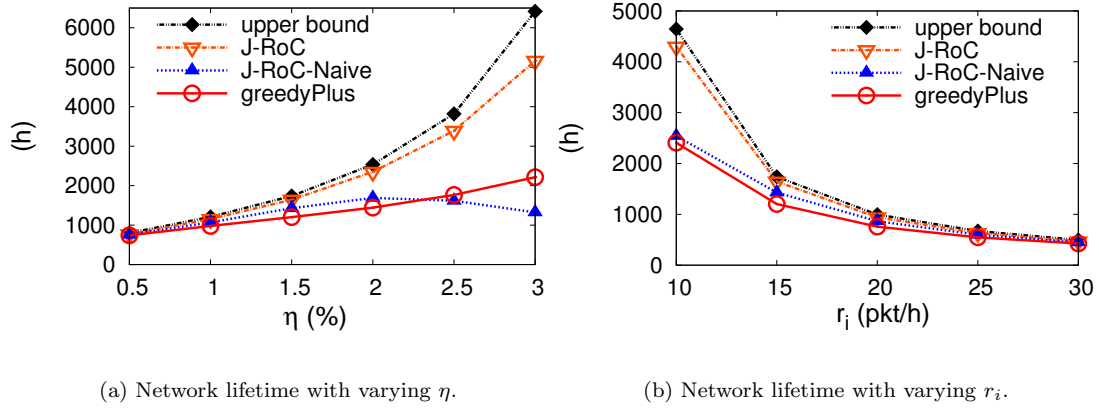 upper bound
J-RoC
J-RoC-Naive
greedyPlus
(h)
6000
5000
4000
3000
2000
1000
0
0.5 1 1.5 2 2.5 3
η (%)
(a) Network lifetime with varying η.
upper bound
J-RoC
J-RoC-Naive
greedyPlus
(h)
5000
4000
3000
2000
1000
0
10 15 20 25 30
r_i (pkt/h)
(b) Network lifetime with varying r_i.